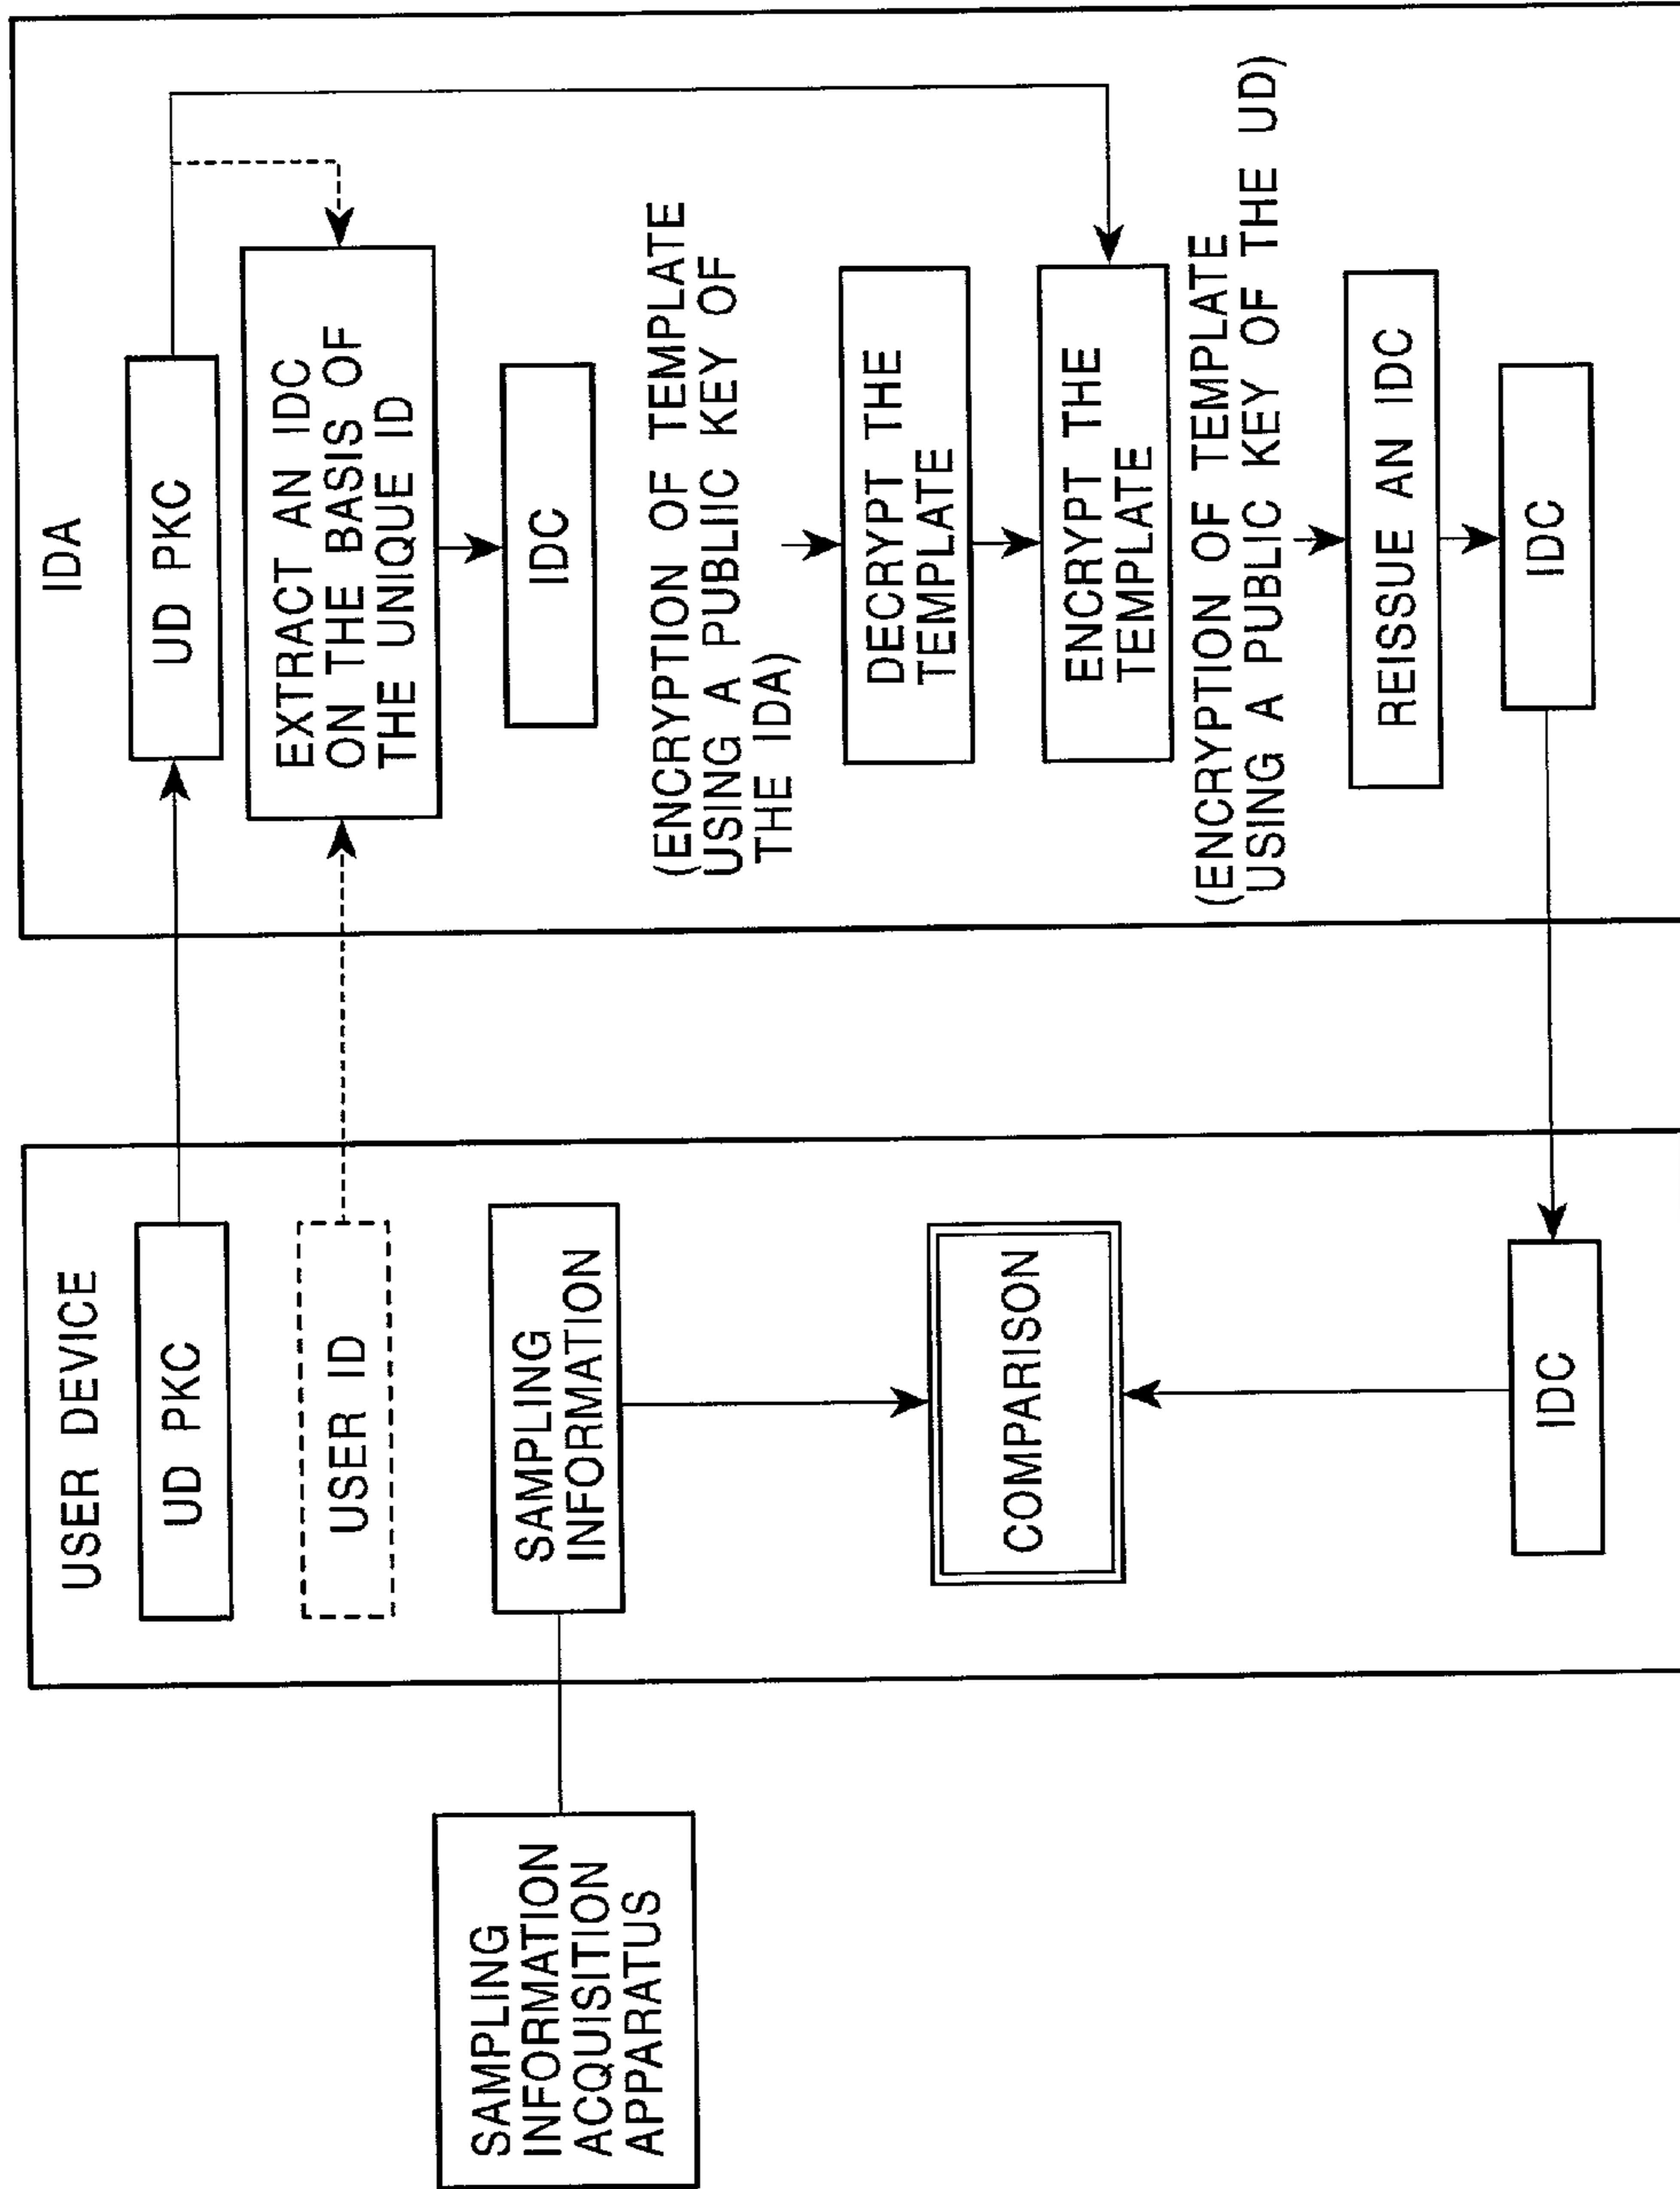 SAMPLING
INFORMATION
ACQUISITION
APPARATUS
USER DEVICE
UD PKC
USER ID
SAMPLING
INFORMATION
COMPARISON
IDC
IDA
UD PKC
EXTRACT AN IDC
ON THE BASIS OF
THE UNIQUE ID
IDC
(ENCRYPTION OF TEMPLATE
USING A PUBLIIC KEY OF
THE IDA)
DECRYPT THE
TEMPLATE
ENCRYPT THE
TEMPLATE
(ENCRYPTION OF TEMPLATE
USING A PUBLIC KEY OF THE UD)
REISSUE AN IDC
IDC